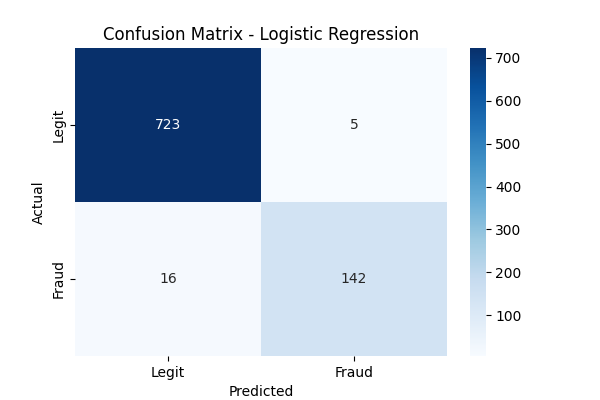 Confusion Matrix - Logistic Regression
Actual
Legit
723
5
Fraud
16
142
Legit
Fraud
Predicted
700
600
500
400
300
200
100